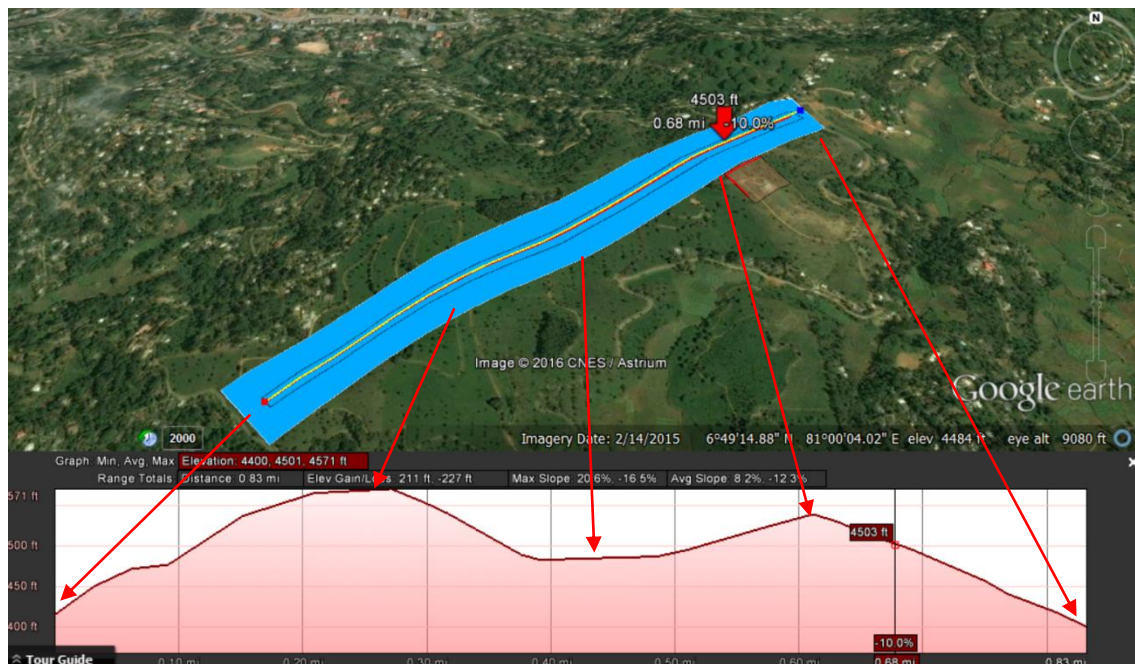 N
4503 ft
0.68 mi -10.0%
Image © 2016 CNES / Astrium
Google earth
2000
Imagery Date: 2/14/2015 6°49'14.88" N 81°00'04.02" E elev 4484 ft eye alt 9080 ft
Graph: Min, Avg, Max Elevation: 4400, 4501, 4571 ft
Range Totals: Distance: 0.83 mi Elev Gain/Loss: 211 ft, -227 ft Max Slope: 20.6%, -16.5% Avg Slope: 8.2%, -12.3%
571 ft
4503 ft
500 ft
450 ft
400 ft
-10.0%
Tour Guide 0.10 mi 0.20 mi 0.30 mi 0.40 mi 0.50 mi 0.60 mi 0.68 mi 0.83 mi